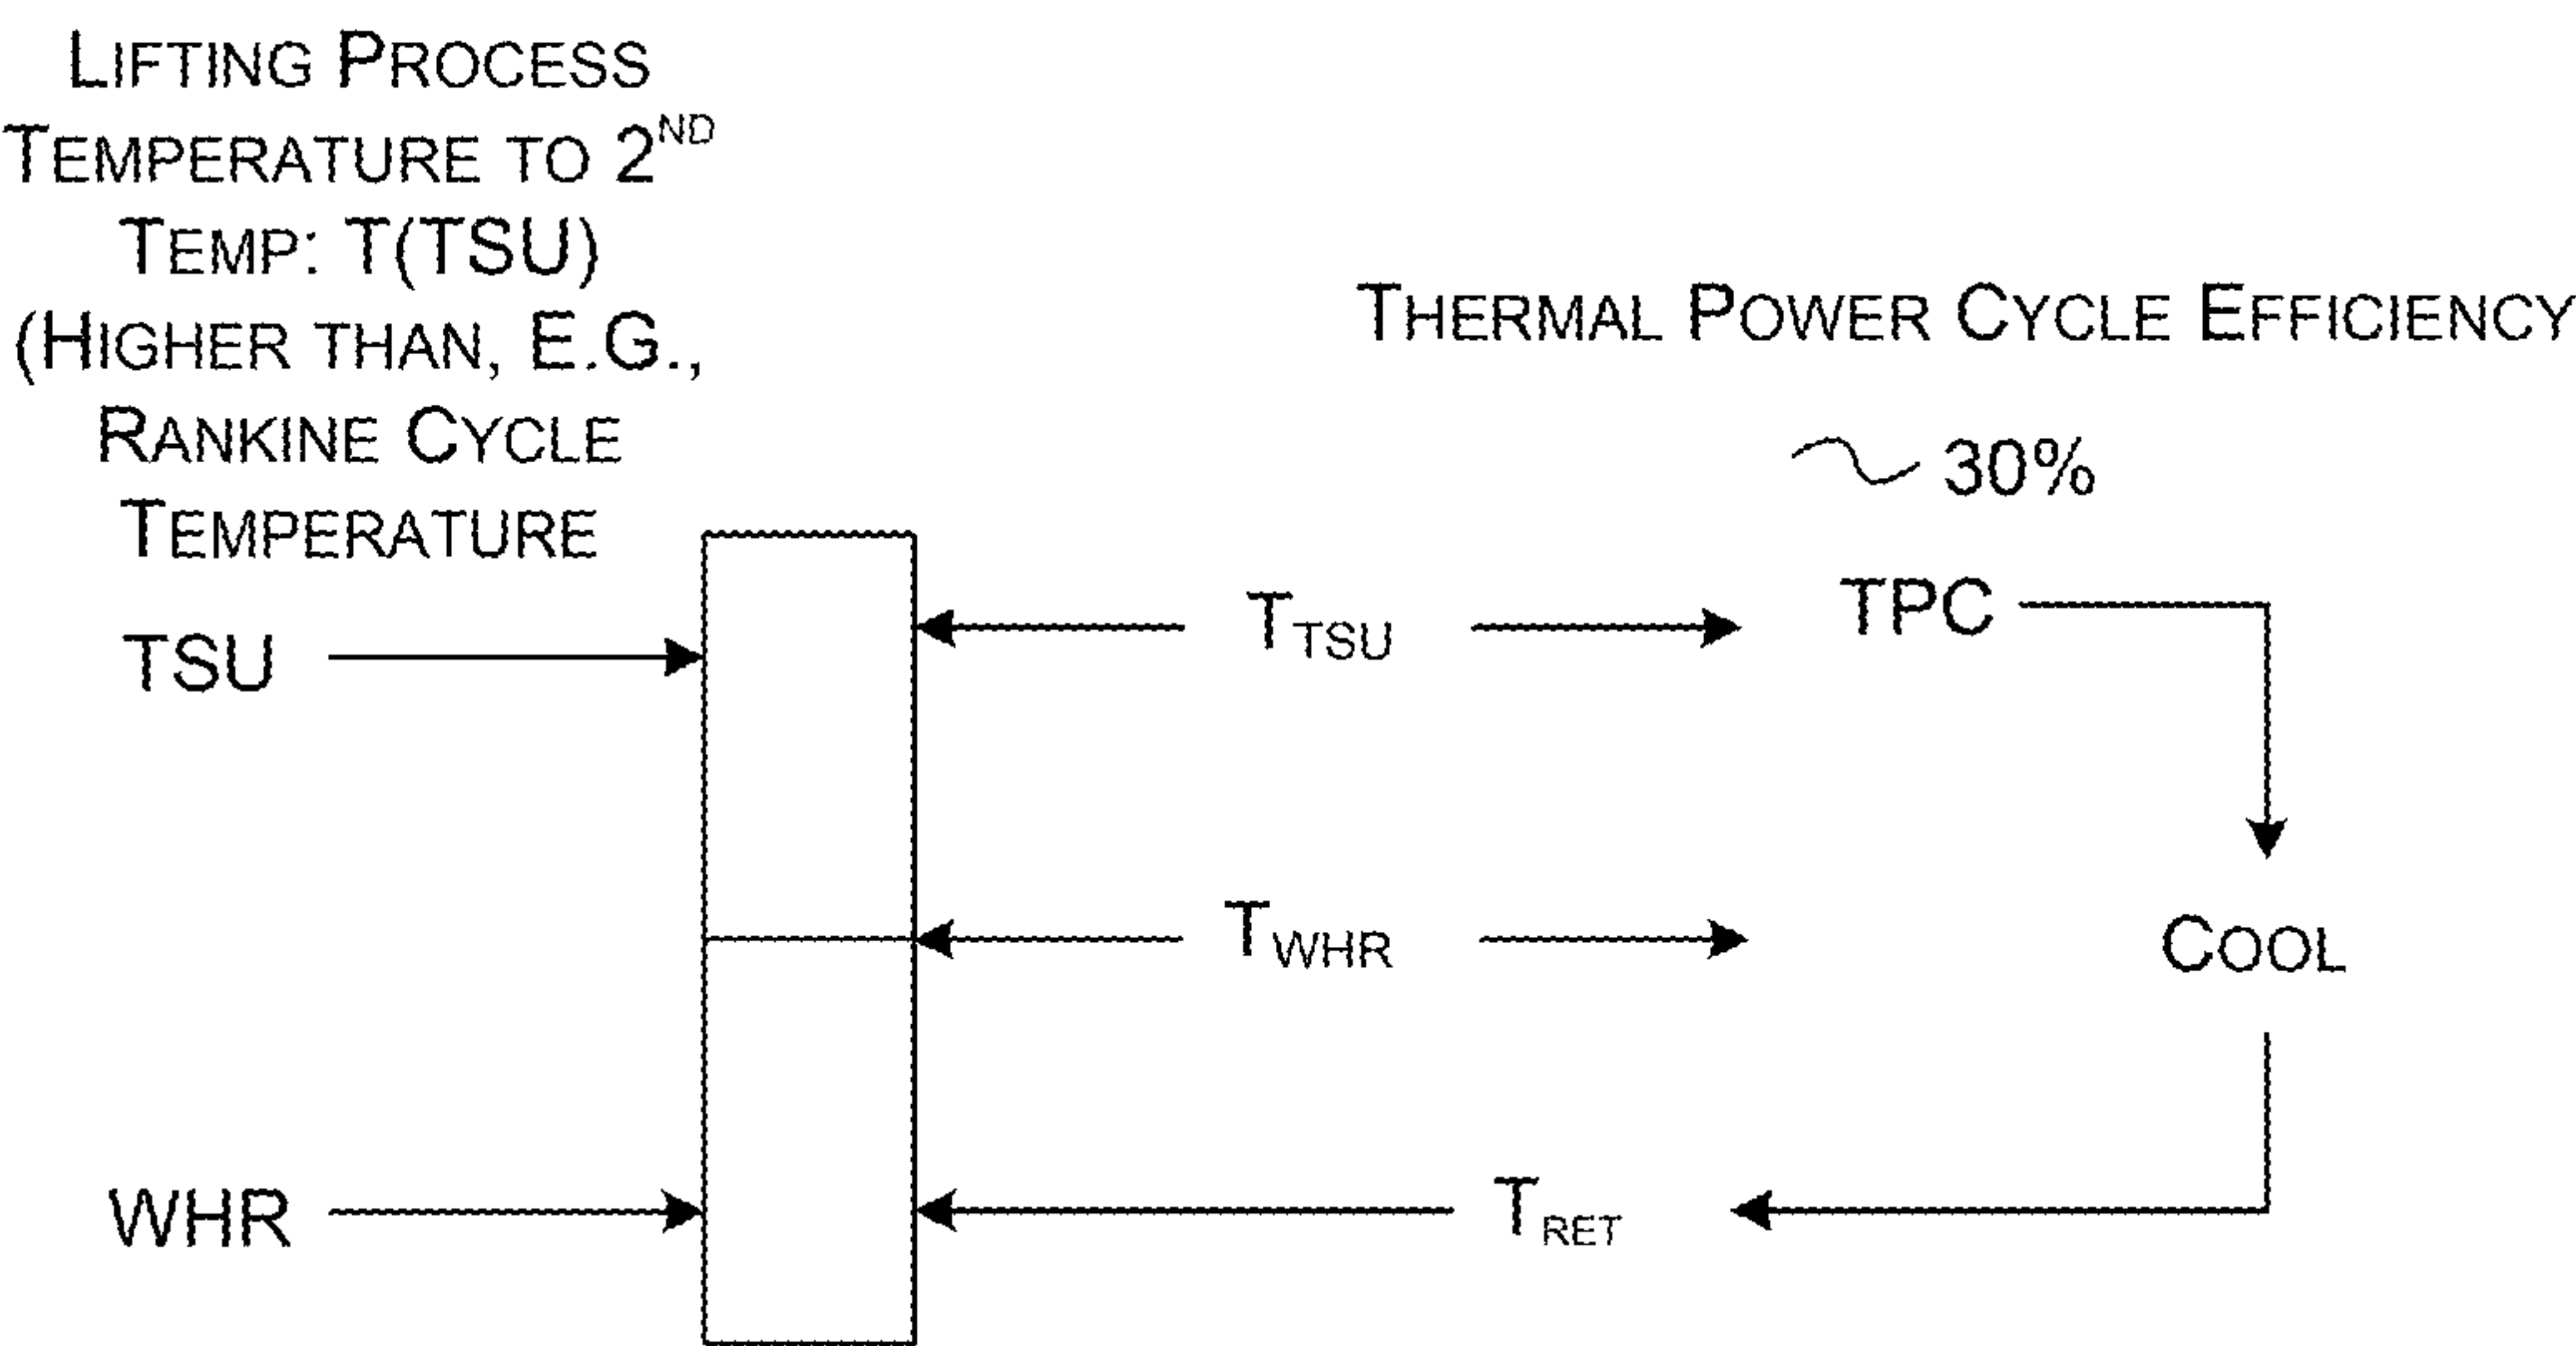 LIFTING PROCESS
TEMPERATURE TO 2ND
TEMP: T(TSU)
(HIGHER THAN, E.G.,
RANKINE CYCLE
TEMPERATURE
THERMAL POWER CYCLE EFFICIENCY
~ 30%
TSU
TTSU
TPC
TWHR
COOL
WHR
TRET